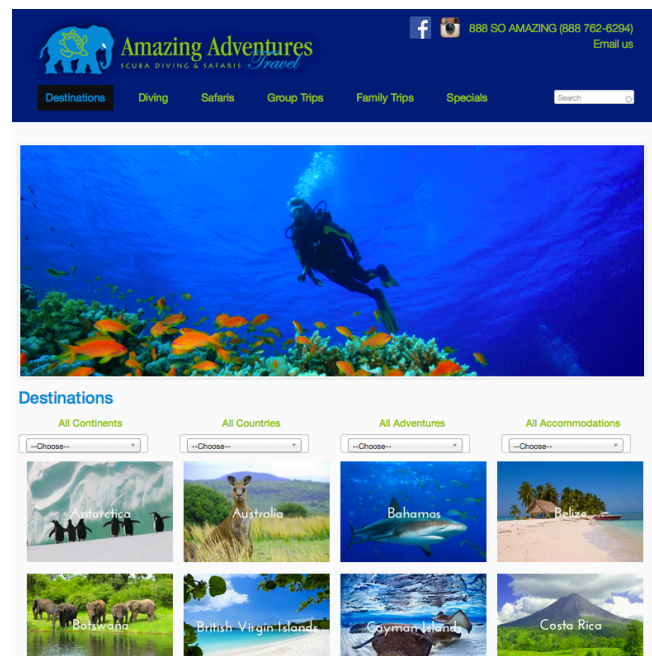 888 SO AMAZING (888 762-6294)
Email us
Amazing Adventures
SCUBA DIVING & SAFARIS Travel
Destinations Diving Safaris Group Trips Family Trips Specials Search
Destinations
All Continents All Countries All Adventures All Accommodations
--Choose-- --Choose-- --Choose-- --Choose--
Antarctica Australia Bahamas Belize
Botswana British Virgin Islands Cayman Islands Costa Rica